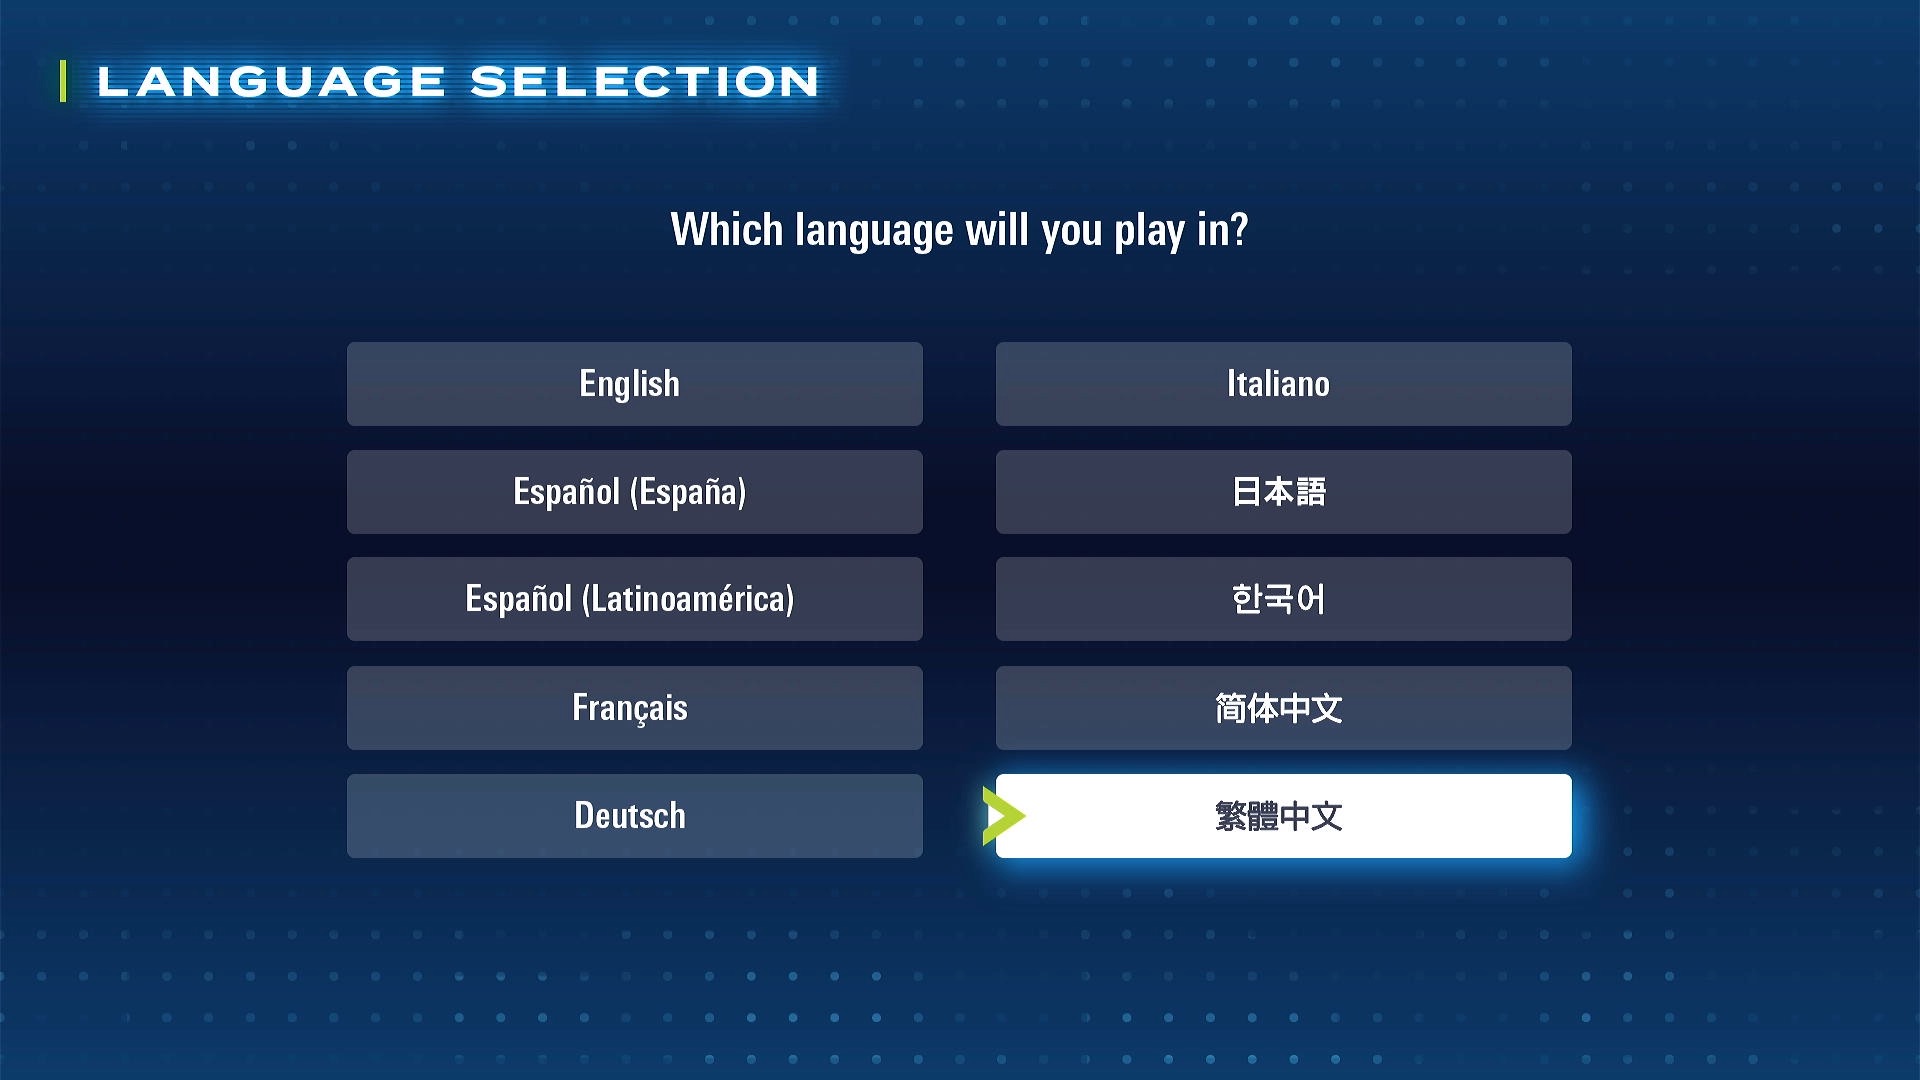 LANGUAGE SELECTION
Which language will you play in?
English
Español (España)
Español (Latinoamérica)
Français
Deutsch
Italiano
日本語
한국어
简体中文
繁體中文